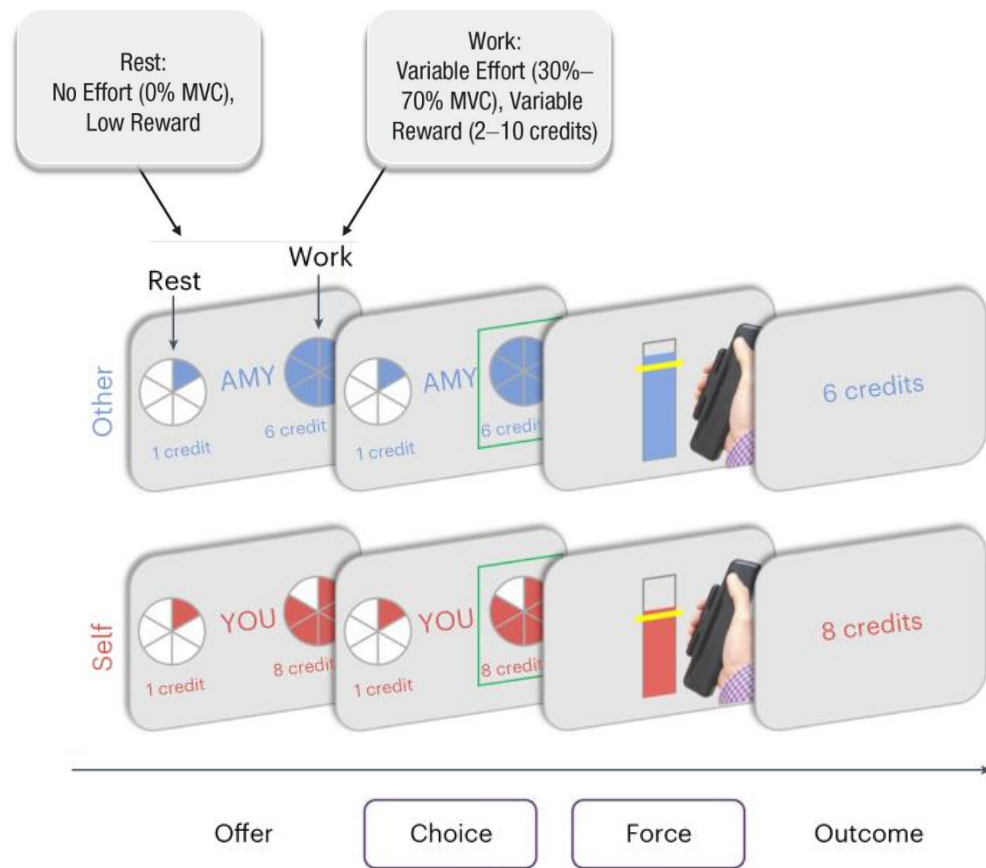 Rest:
No Effort (0% MVC),
Low Reward
Work:
Variable Effort (30%–
70% MVC), Variable
Reward (2–10 credits)
Rest
Work
Other
AMY
1 credit
6 credit
AMY
1 credit
6 credit
6 credits
Self
YOU
1 credit
8 credit
YOU
1 credit
8 credit
8 credits
Offer
Choice
Force
Outcome